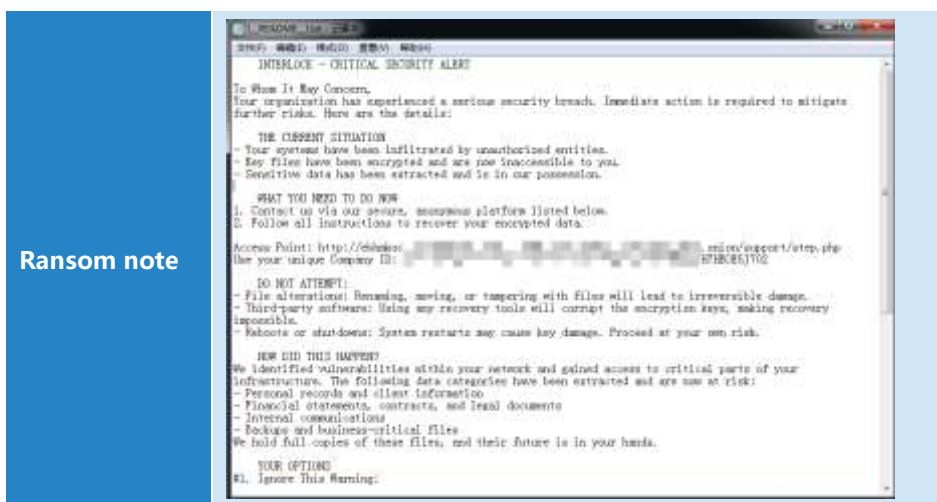 Ransom note
INTERLOCK - CRITICAL SECURITY ALERT
To Whom It May Concern,
Your organization has experienced a serious security breach. Immediate action is required to mitigate
further risks. Here are the details:
THE CURRENT SITUATION
- Your systems have been infiltrated by unauthorized entities.
- Key files have been encrypted and are now inaccessible to you.
- Sensitive data has been extracted and is in our possession.
WHAT YOU NEED TO DO NOW
1. Contact us via our secure, anonymous platform listed below.
2. Follow all instructions to recover your encrypted data.
Access Point: .onion/support/step.php
Use your unique Company ID:
DO NOT ATTEMPT:
- File alterations: Renaming, moving, or tampering with files will lead to irreversible damage.
- Third-party software: Using any recovery tools will corrupt the encryption keys, making recovery
impossible.
- Reboots or shutdowns: System restarts may cause key damage. Proceed at your own risk.
HOW DID THIS HAPPEN?
We identified vulnerabilities within your network and gained access to critical parts of your
infrastructure. The following data categories have been extracted and are now at risk:
- Personal records and client information
- Financial statements, contracts, and legal documents
- Internal communications
- Backups and business-critical files
We hold full copies of these files, and their future is in your hands.
YOUR OPTIONS
#1. Ignore This Warning: